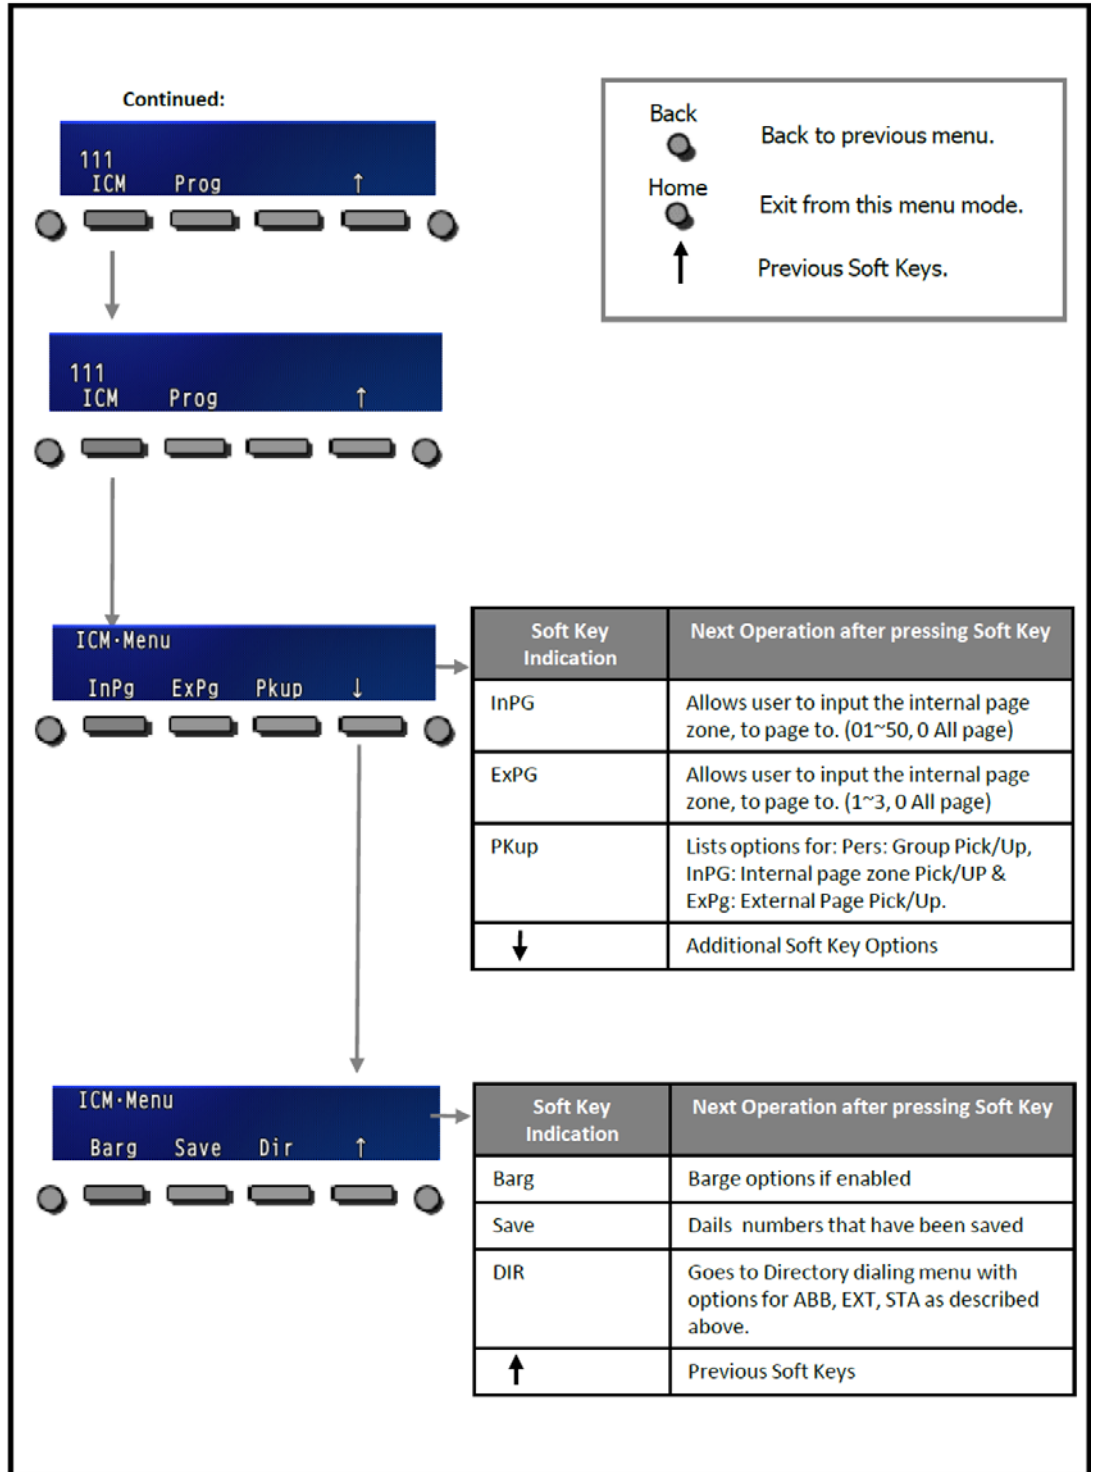 Continued:
111
ICM Prog ↑
Back
Back to previous menu.
Home
Exit from this menu mode.
↑ Previous Soft Keys.
111
ICM Prog ↑
ICM·Menu
InPg ExPg Pkup ↓
Soft Key Indication
Next Operation after pressing Soft Key
InPG
Allows user to input the internal page
zone, to page to. (01~50, 0 All page)
ExPG
Allows user to input the internal page
zone, to page to. (1~3, 0 All page)
PKup
Lists options for: Pers: Group Pick/Up,
InPG: Internal page zone Pick/UP &
ExPg: External Page Pick/Up.
↓
Additional Soft Key Options
ICM·Menu
Barg Save Dir ↑
Soft Key
Indication
Next Operation after pressing Soft Key
Barg
Barge options if enabled
Save
Dails numbers that have been saved
DIR
Goes to Directory dialing menu with
options for ABB, EXT, STA as described
above.
↑
Previous Soft Keys